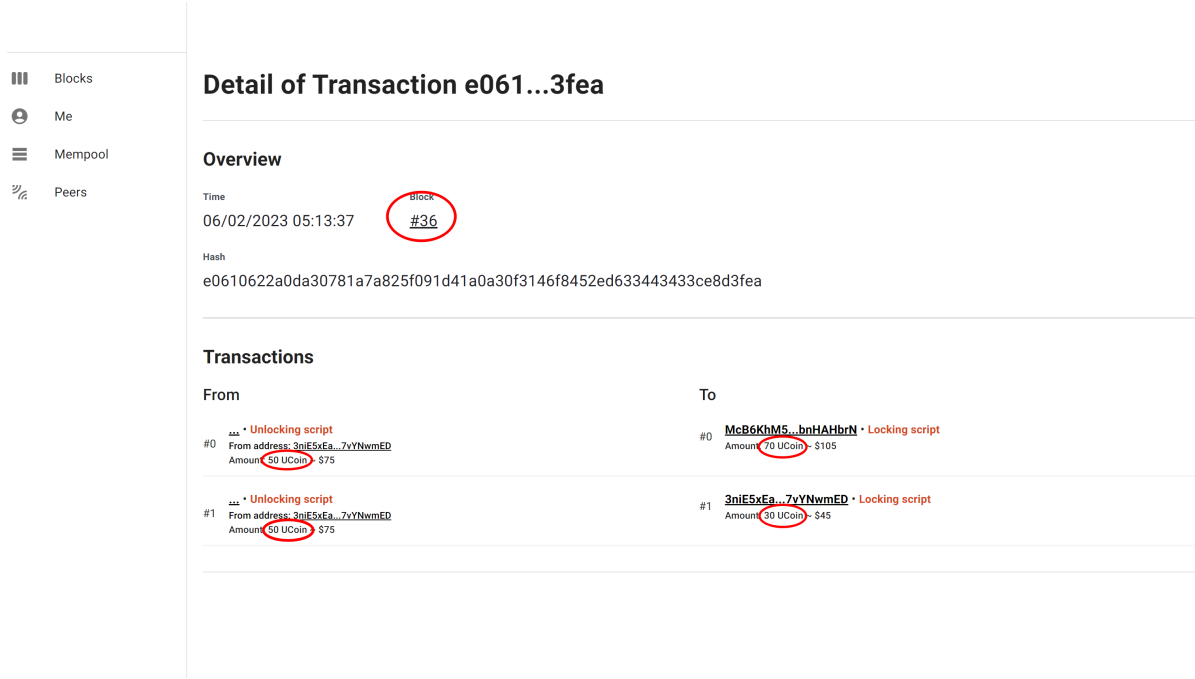 Blocks
Me
Mempool
Peers
Detail of Transaction e061...3fea
Overview
Time
Block
06/02/2023 05:13:37
#36
Hash
e0610622a0da30781a7a825f091d41a0a30f3146f8452ed633443433ce8d3fea
Transactions
From
To
#0
... • Unlocking script
From address: 3niE5xEa...7vYNwmED
Amount: 50 UCoin ~ $75
#0
McB6KhM5...bnHAHbrN • Locking script
Amount: 70 UCoin ~ $105
#1
... • Unlocking script
From address: 3niE5xEa...7vYNwmED
Amount: 50 UCoin ~ $75
#1
3niE5xEa...7vYNwmED • Locking script
Amount: 30 UCoin ~ $45